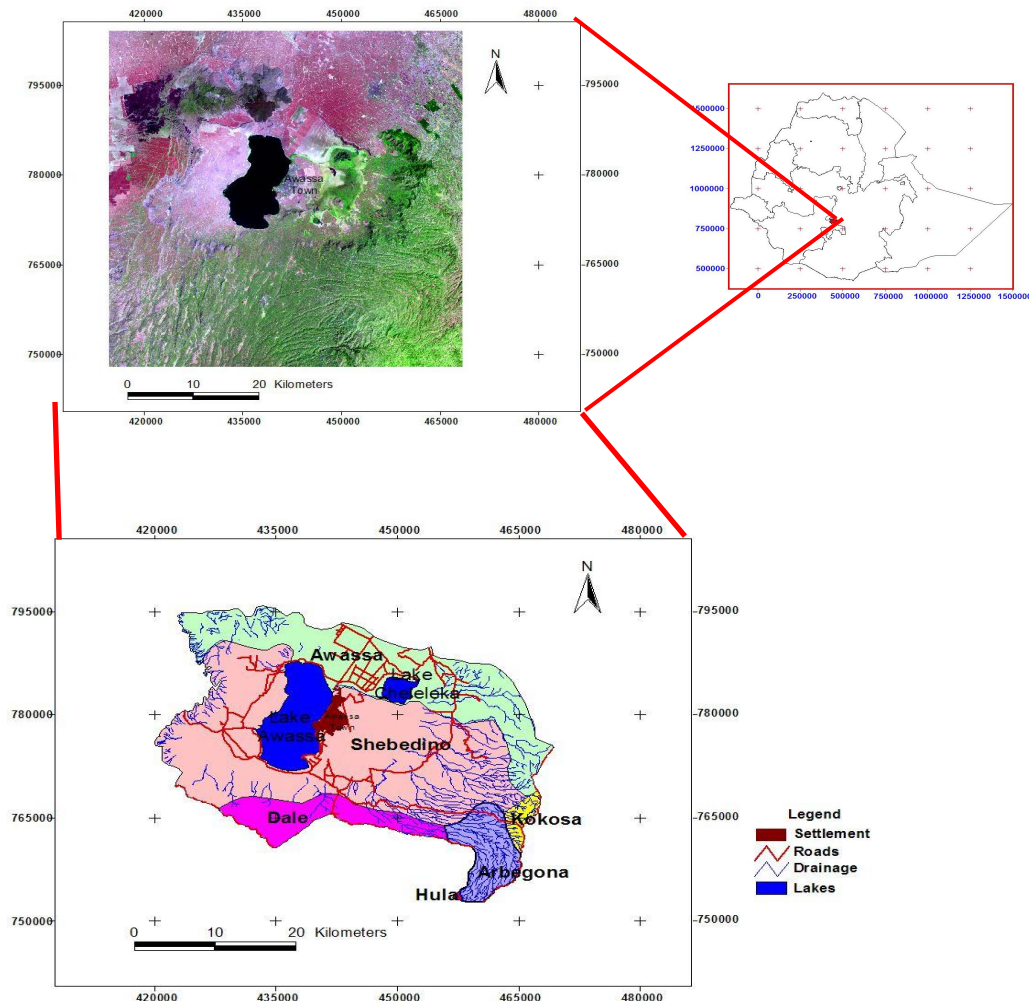 420000 435000 450000 465000 480000
N
795000 795000
780000 780000
Awassa
Town
765000 765000
750000 750000
0 10 20 Kilometers
420000 435000 450000 465000 480000
1500000
1250000
1000000
750000
500000
0 250000 500000 750000 1000000 1250000 1500000
420000 435000 450000 465000 480000
N
795000 795000
Awassa
Lake
Cheleleka
780000 780000
Lake
Awassa
Awassa
Town
Shebedino
765000 765000
Dale
Kokosa
Arbegona
Hula
750000 750000
0 10 20 Kilometers
420000 435000 450000 465000 480000
Legend
Settlement
Roads
Drainage
Lakes